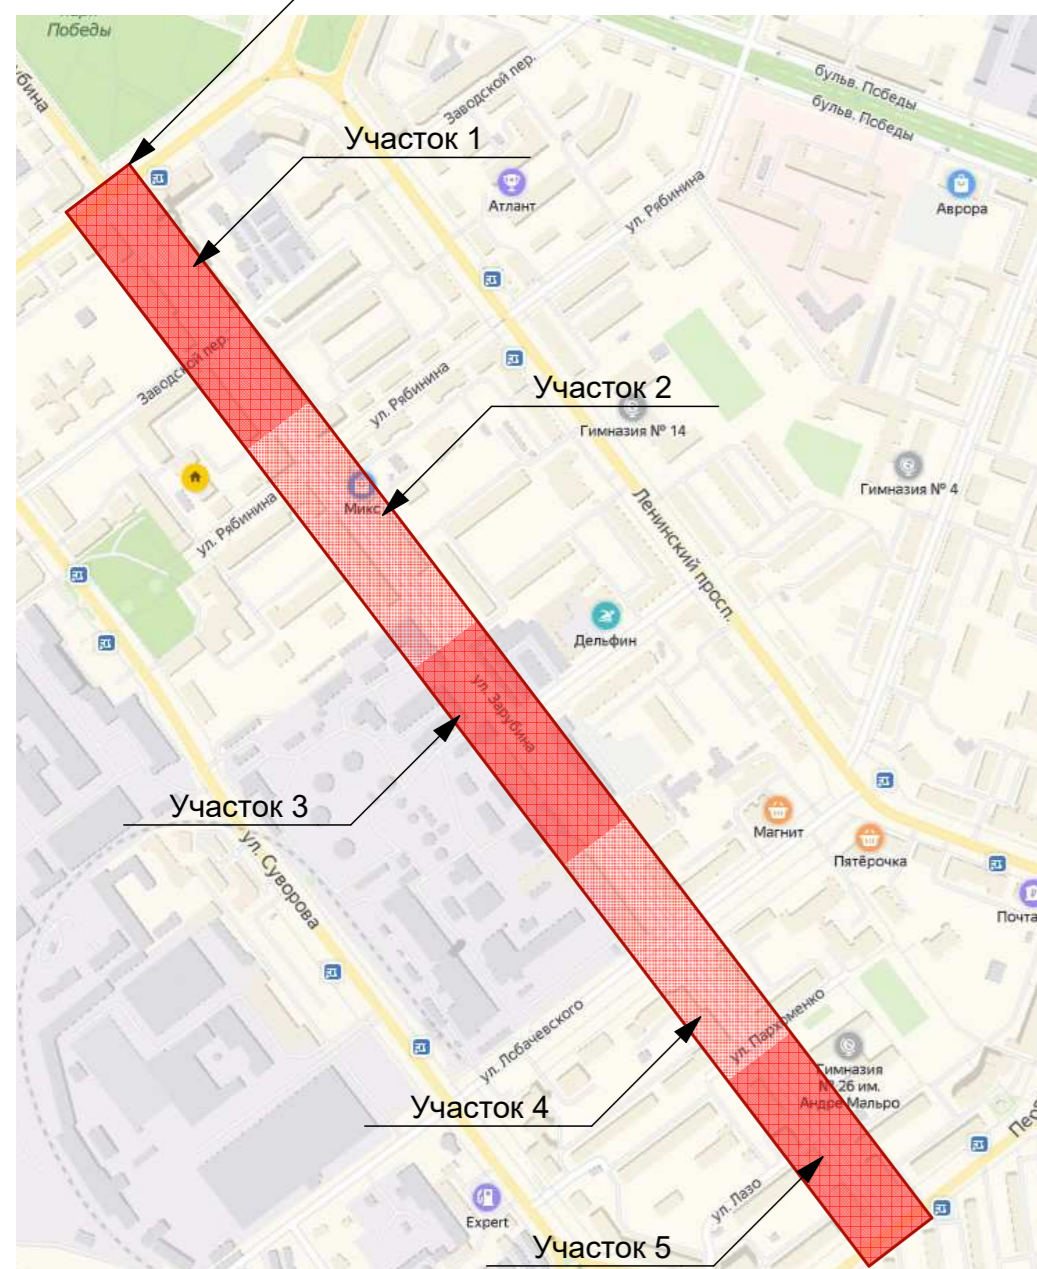 Победы
Заводской пер.
бульв. Победы
бульв. Победы
Участок 1
Атлант
ул. Рябинина
Аврора
Заводской пер.
ул. Рябинина
Участок 2
Гимназия № 14
Гимназия № 4
Микс
ул. Рябинина
Ленинский просп.
Дельфин
ул. Зарубина
Участок 3
Магнит
Пятёрочка
ул. Суворова
Почта
ул. Лобачевского
ул. Пархоменко
Гимназия
№ 26 им.
Андре Мальро
Участок 4
ул. Лазо
Expert
Участок 5